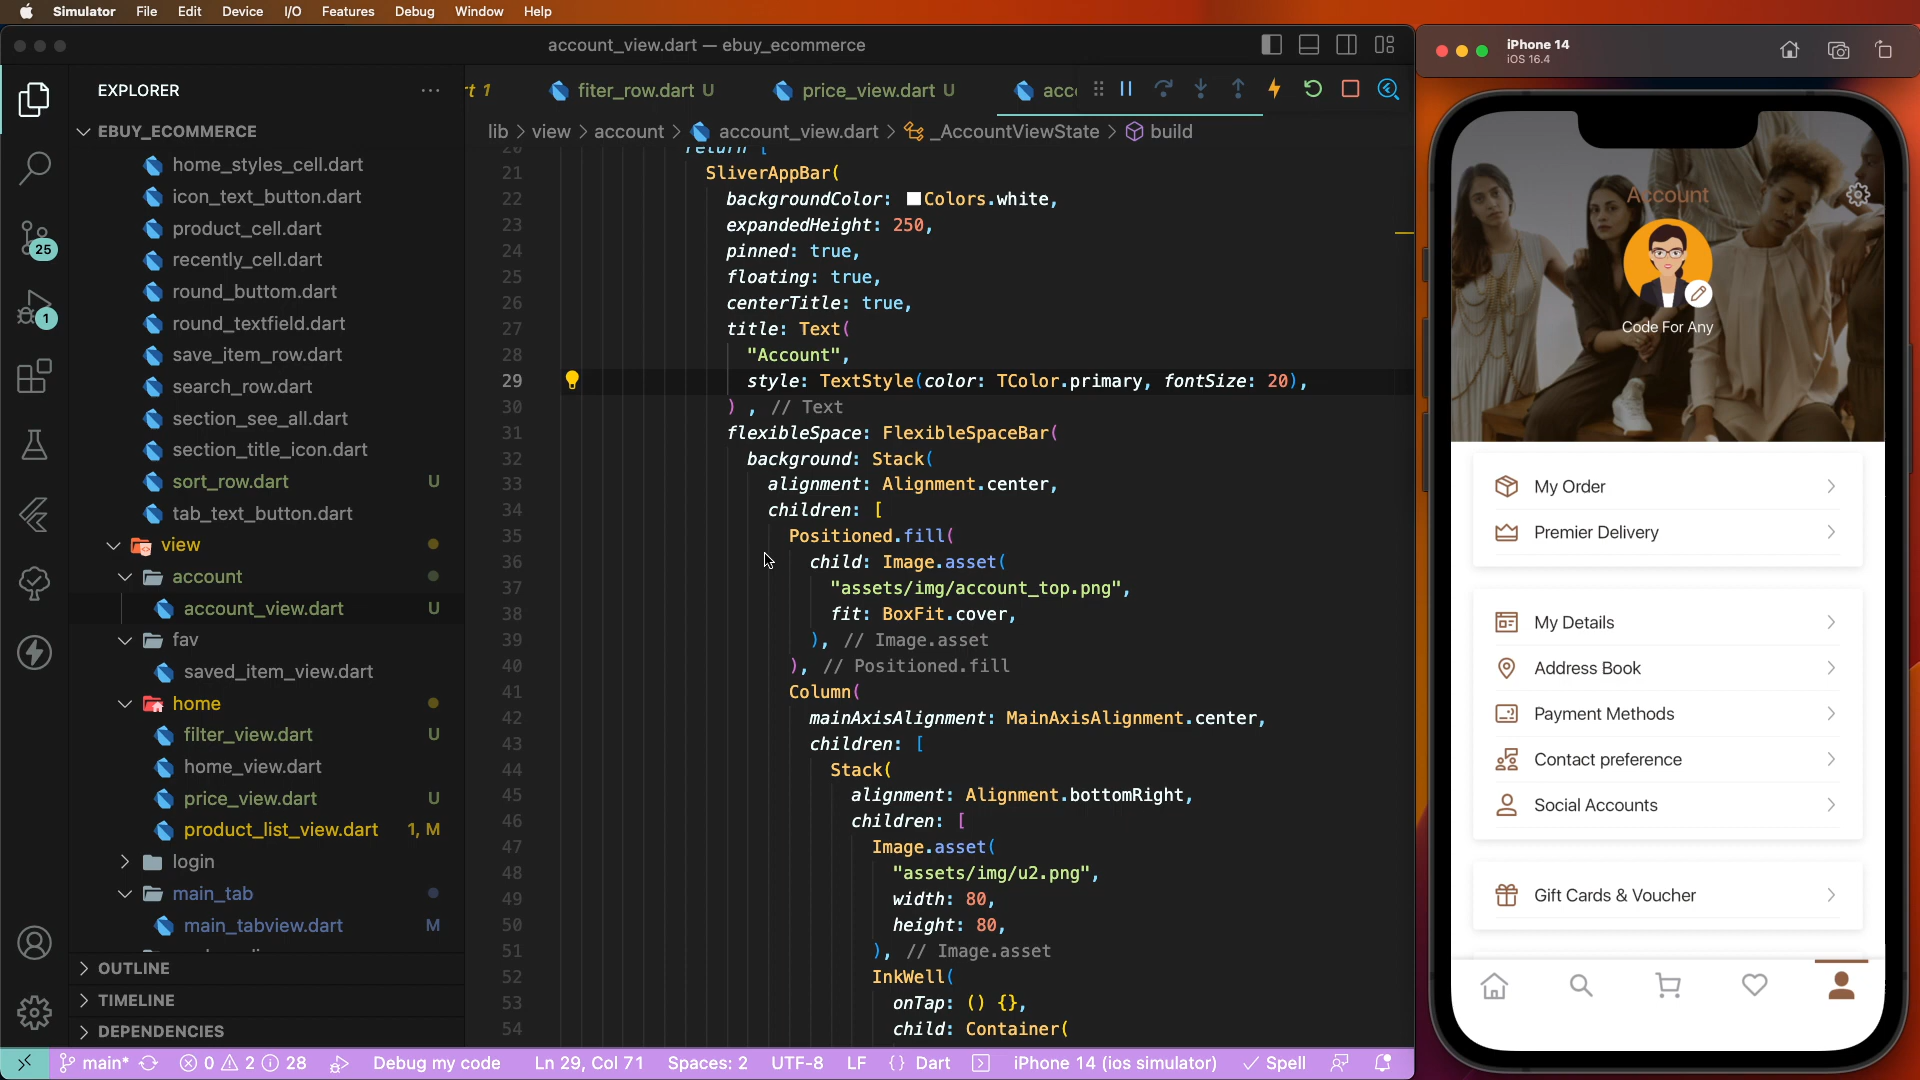 Simulator File Edit Device I/O Features Debug Window Help
account_view.dart — ebuy_ecommerce
iPhone 14
iOS 16.4
EXPLORER
rt 1
fiter_row.dart U
price_view.dart U
acc
EBUY_ECOMMERCE
lib > view > account > account_view.dart > _AccountViewState > build
home_styles_cell.dart
icon_text_button.dart
product_cell.dart
recently_cell.dart
round_buttom.dart
round_textfield.dart
save_item_row.dart
search_row.dart
section_see_all.dart
section_title_icon.dart
sort_row.dart U
tab_text_button.dart
view
account
account_view.dart U
fav
saved_item_view.dart
home
filter_view.dart U
home_view.dart
price_view.dart U
product_list_view.dart 1, M
login
main_tab
main_tabview.dart M
OUTLINE
TIMELINE
DEPENDENCIES
25
1
20 return [
21 SliverAppBar(
22 backgroundColor: Colors.white,
23 expandedHeight: 250,
24 pinned: true,
25 floating: true,
26 centerTitle: true,
27 title: Text(
28 "Account",
29 style: TextStyle(color: TColor.primary, fontSize: 20),
30 ) , // Text
31 flexibleSpace: FlexibleSpaceBar(
32 background: Stack(
33 alignment: Alignment.center,
34 children: [
35 Positioned.fill(
36 child: Image.asset(
37 "assets/img/account_top.png",
38 fit: BoxFit.cover,
39 ), // Image.asset
40 ), // Positioned.fill
41 Column(
42 mainAxisAlignment: MainAxisAlignment.center,
43 children: [
44 Stack(
45 alignment: Alignment.bottomRight,
46 children: [
47 Image.asset(
48 "assets/img/u2.png",
49 width: 80,
50 height: 80,
51 ), // Image.asset
52 InkWell(
53 onTap: () {},
54 child: Container(
Account
Code For Any
My Order
Premier Delivery
My Details
Address Book
Payment Methods
Contact preference
Social Accounts
Gift Cards & Voucher
main* 0 2 28 Debug my code Ln 29, Col 71 Spaces: 2 UTF-8 LF {} Dart iPhone 14 (ios simulator) Spell